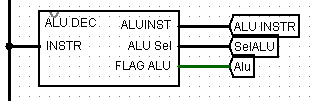 ALU DEC ALUINST ALU INSTR
INSTR ALU Sel SelALU
FLAG ALU Alu